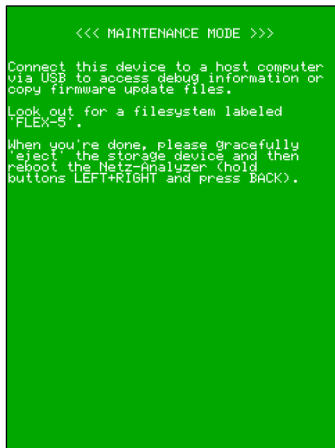 <<< MAINTENANCE MODE >>>
Connect this device to a host computer
via USB to access debug information or
copy firmware update files.
Look out for a filesystem labeled
'FLEX-5'.
When you're done, please gracefully
'eject' the storage device and then
reboot the Netz-Analyzer (hold
buttons LEFT+RIGHT and press BACK).